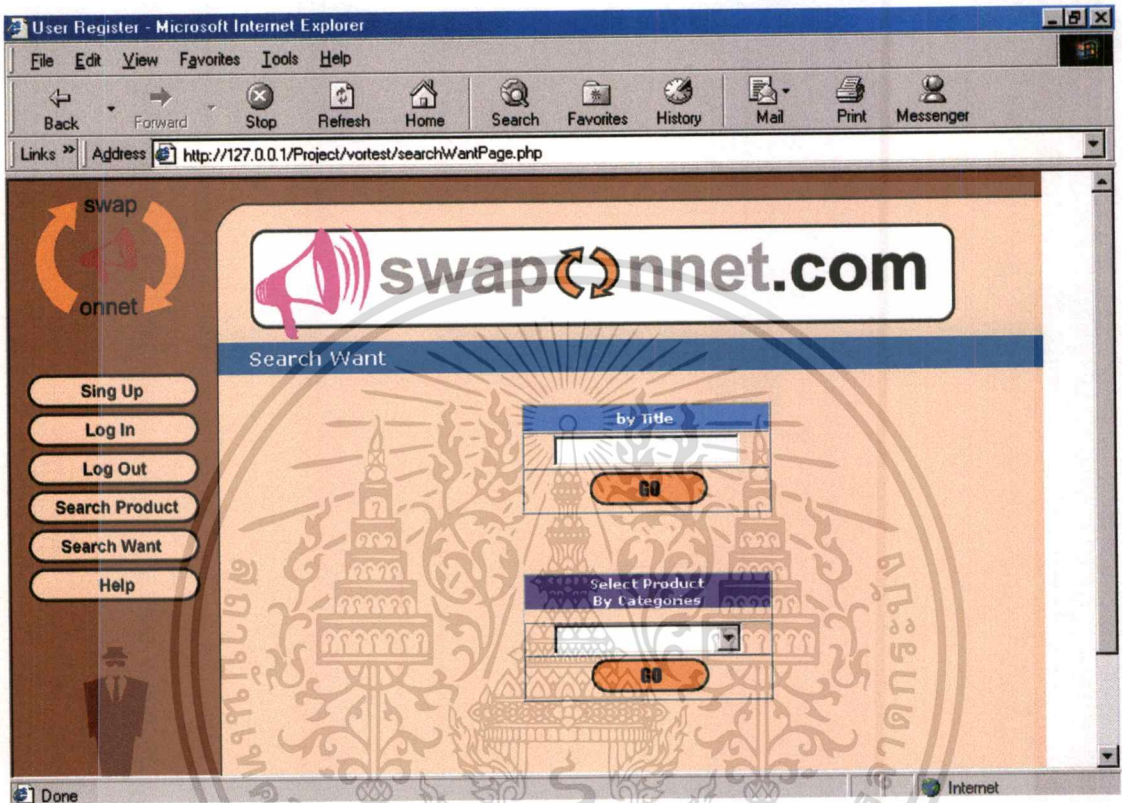 User Register - Microsoft Internet Explorer
File Edit View Favorites Tools Help
Back Forward Stop Refresh Home Search Favorites History Mail Print Messenger
Links » Address http://127.0.0.1/Project/vortest/searchWantPage.php
swap
onnet
swaponnet.com
Search Want
Sing Up
Log In
Log Out
Search Product
Search Want
Help
by Title
GO
Select Product
By Categories
GO
Done
Internet